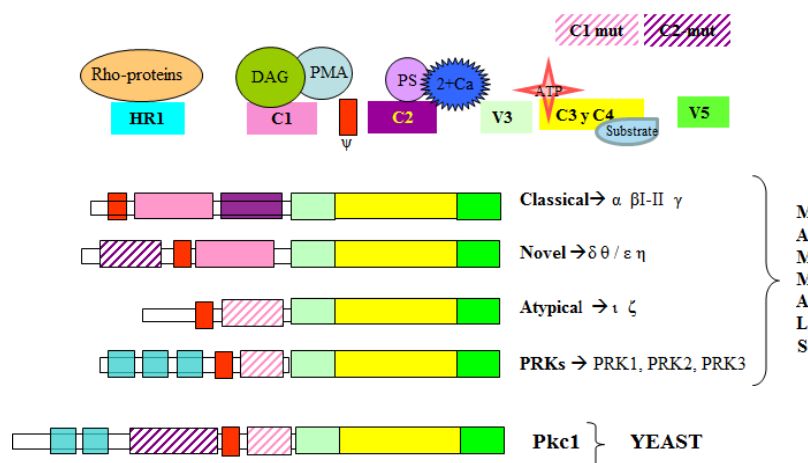 C1 mut C2 mut
Rho-proteins DAG PMA PS 2+Ca ATP
HR1 C1 C2 V3 C3 y C4 V5
Substrate
ψ
Classical→ α βI-II γ
Novel →δ θ / ε η
Atypical → ι ζ
PRKs → PRK1, PRK2, PRK3
M
A
M
M
A
L
S
Pkc1 YEAST